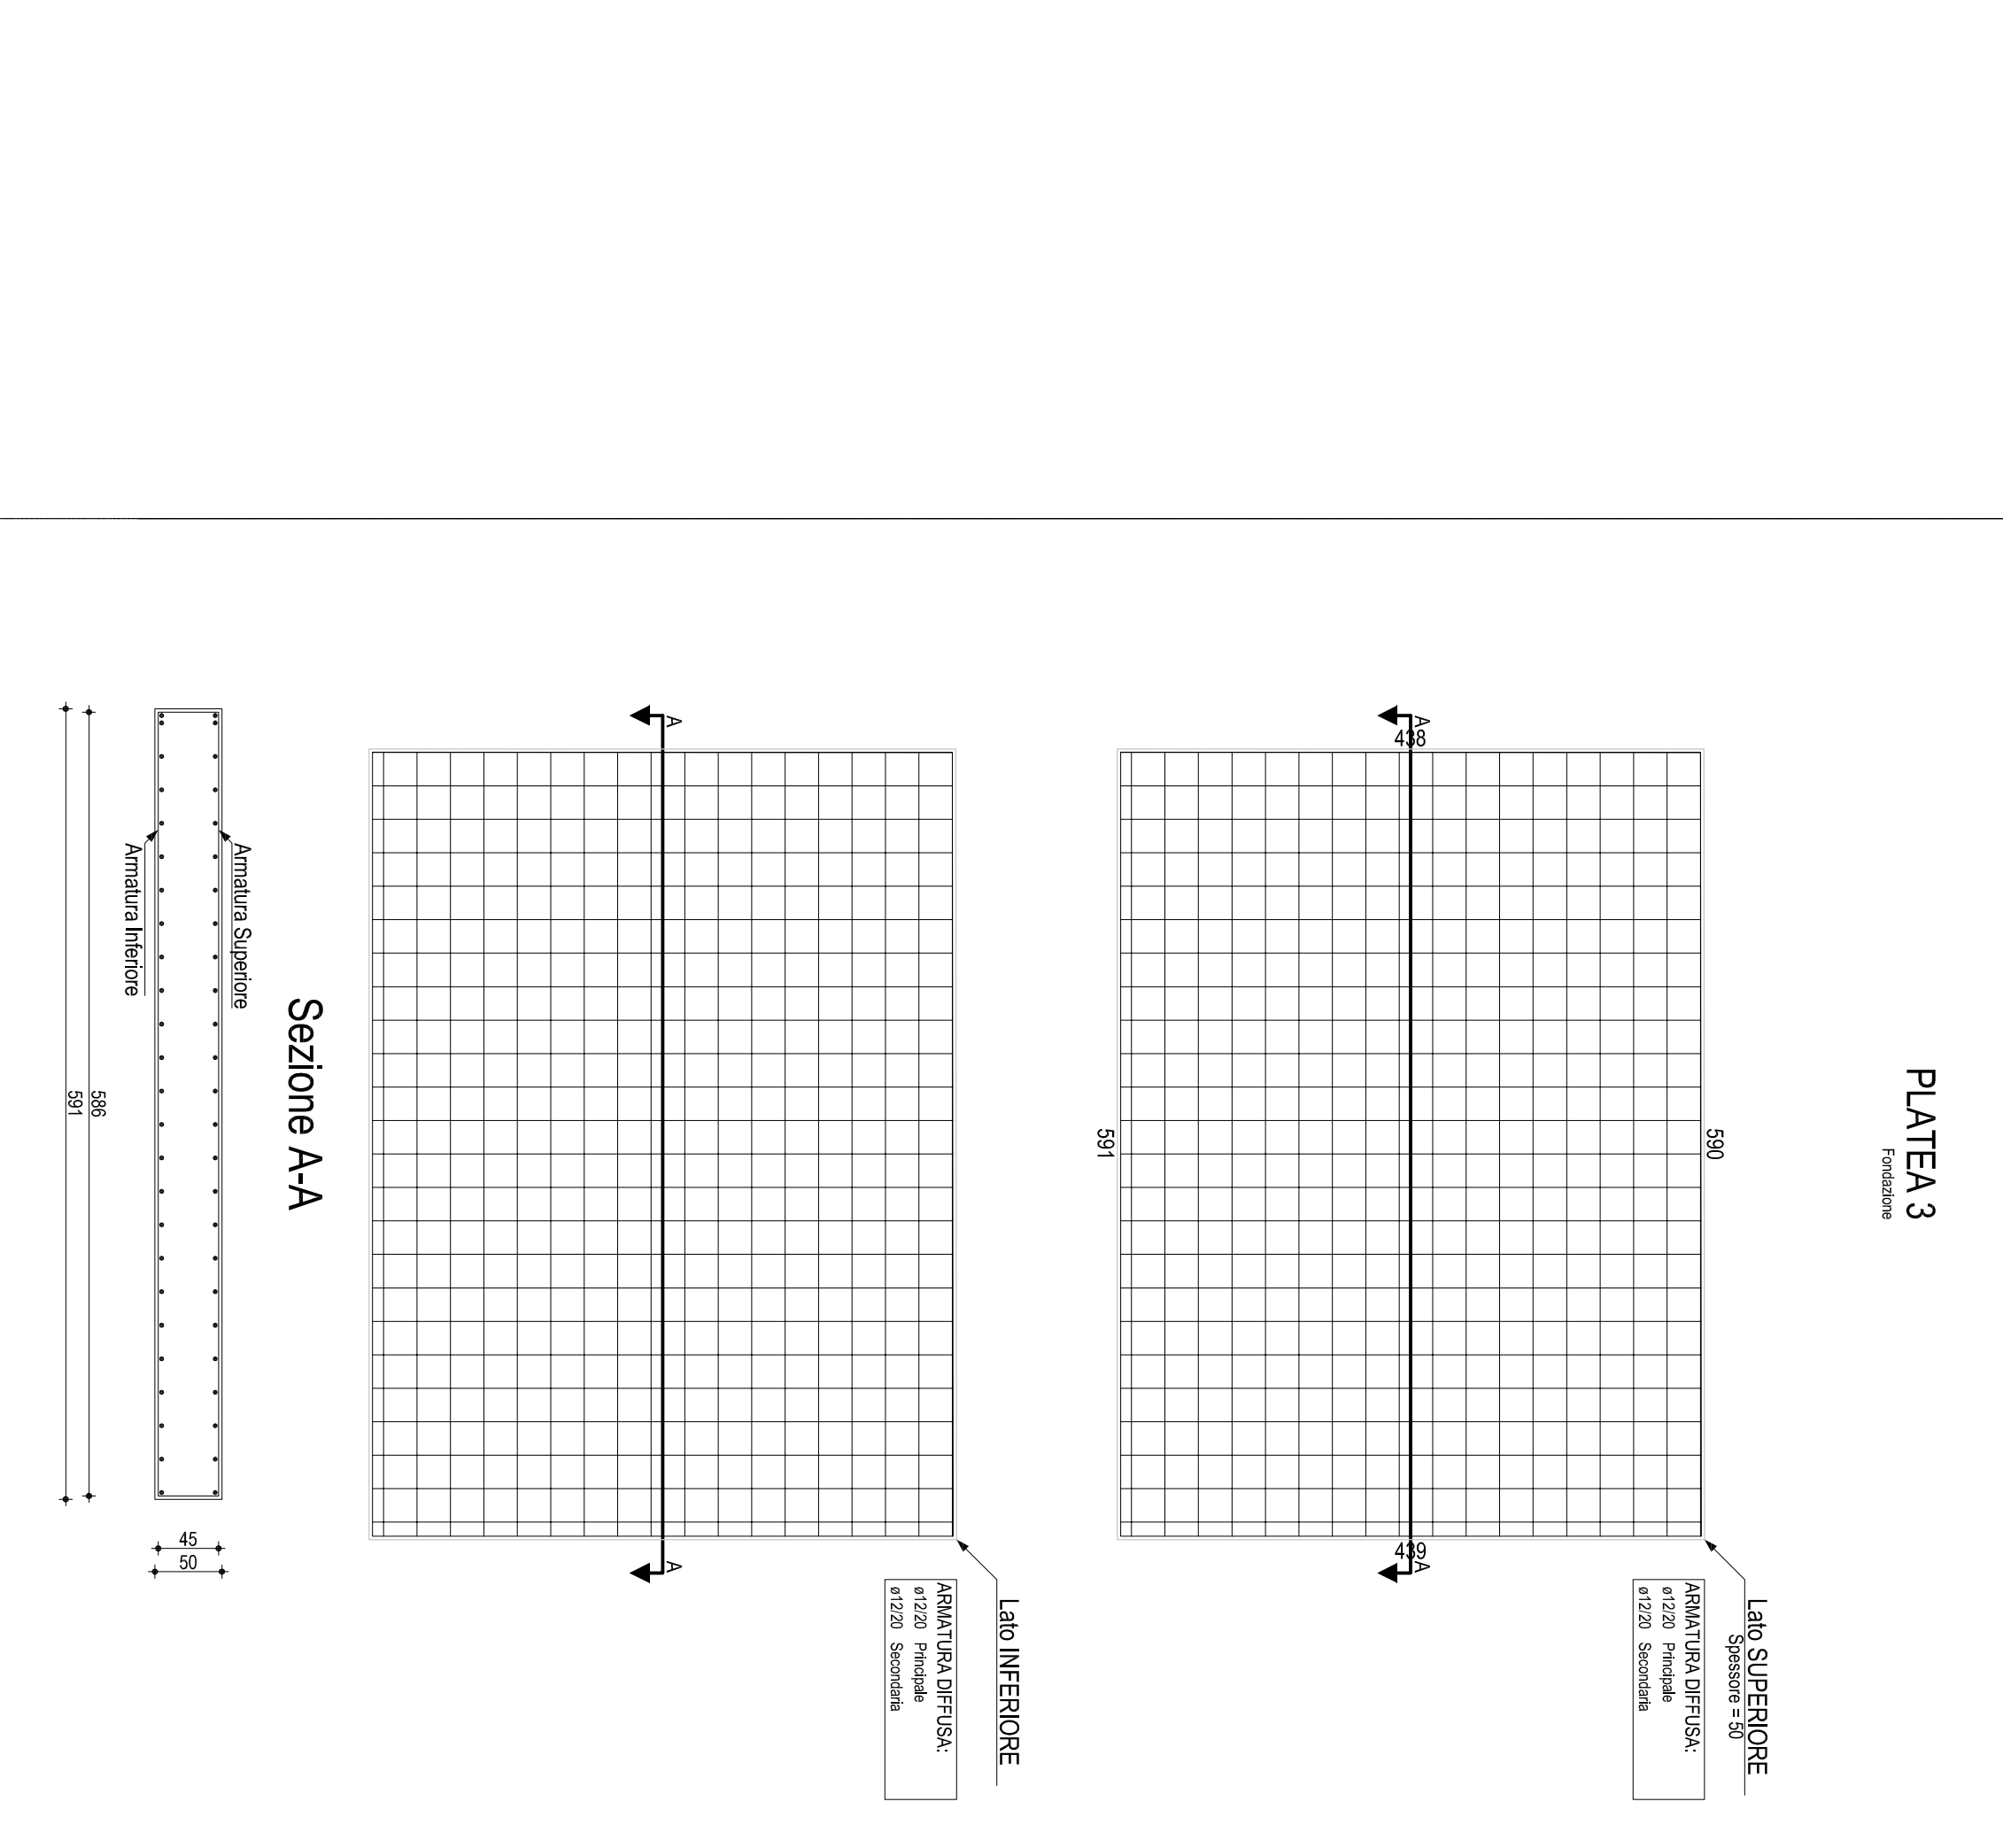 PLATEA 3
Fondazione
Lato SUPERIORE
Spessore = 50
ARMATURA DIFFUSA:
ø12/20 Principale
ø12/20 Secondaria
590
A
438
439
A
591
Lato INFERIORE
ARMATURA DIFFUSA:
ø12/20 Principale
ø12/20 Secondaria
A
A
Sezione A-A
Armatura Superiore
Armatura Inferiore
586
591
45
50